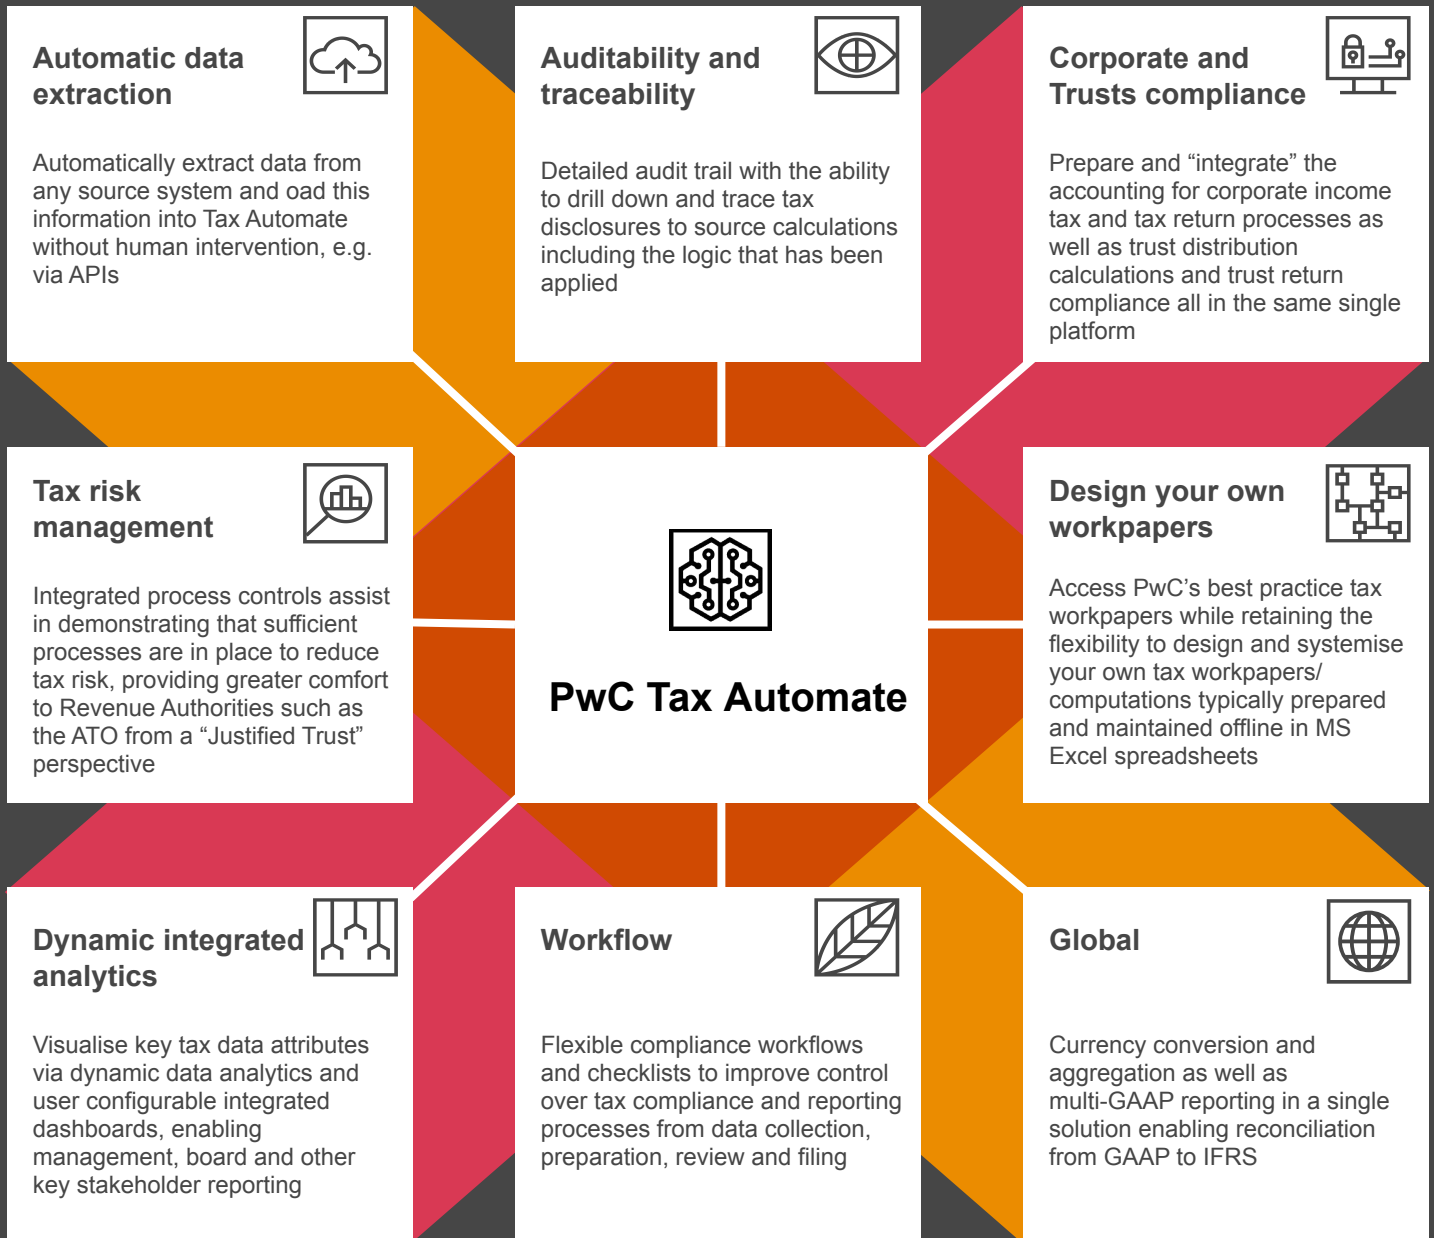 Automatic data
extraction
Automatically extract data from
any source system and oad this
information into Tax Automate
without human intervention, e.g.
via APIs
Auditability and
traceability
Detailed audit trail with the ability
to drill down and trace tax
disclosures to source calculations
including the logic that has been
applied
Corporate and
Trusts compliance
Prepare and “integrate” the
accounting for corporate income
tax and tax return processes as
well as trust distribution
calculations and trust return
compliance all in the same single
platform
Tax risk
management
Integrated process controls assist
in demonstrating that sufficient
processes are in place to reduce
tax risk, providing greater comfort
to Revenue Authorities such as
the ATO from a “Justified Trust”
perspective
PwC Tax Automate
Design your own
workpapers
Access PwC’s best practice tax
workpapers while retaining the
flexibility to design and systemise
your own tax workpapers/
computations typically prepared
and maintained offline in MS
Excel spreadsheets
Dynamic integrated
analytics
Visualise key tax data attributes
via dynamic data analytics and
user configurable integrated
dashboards, enabling
management, board and other
key stakeholder reporting
Workflow
Flexible compliance workflows
and checklists to improve control
over tax compliance and reporting
processes from data collection,
preparation, review and filing
Global
Currency conversion and
aggregation as well as
multi-GAAP reporting in a single
solution enabling reconciliation
from GAAP to IFRS